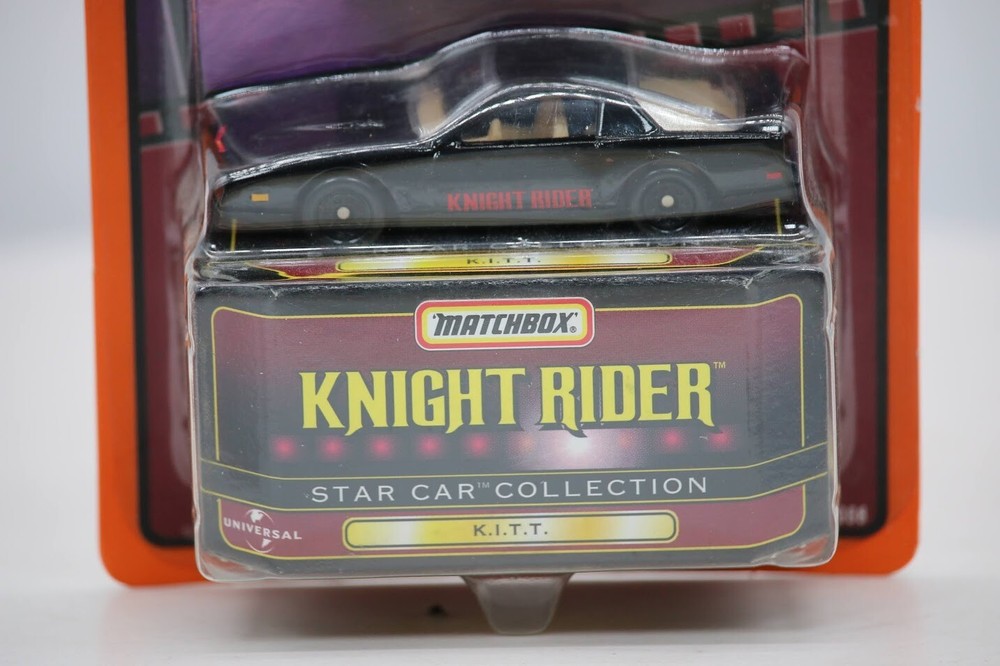 KNIGHT RIDER
K.I.T.T.
MATCHBOX®
KNIGHT RIDER™
STAR CAR™ COLLECTION
UNIVERSAL
K.I.T.T.